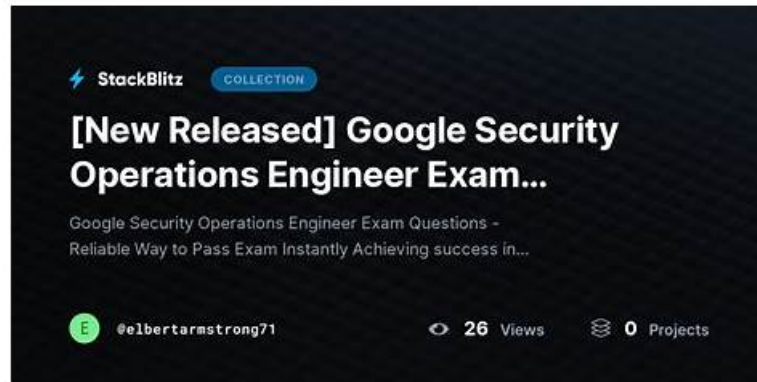 StackBlitz COLLECTION
[New Released] Google Security
Operations Engineer Exam...
Google Security Operations Engineer Exam Questions -
Reliable Way to Pass Exam Instantly Achieving success in...
E @elbertarmstrong71 26 Views 0 Projects